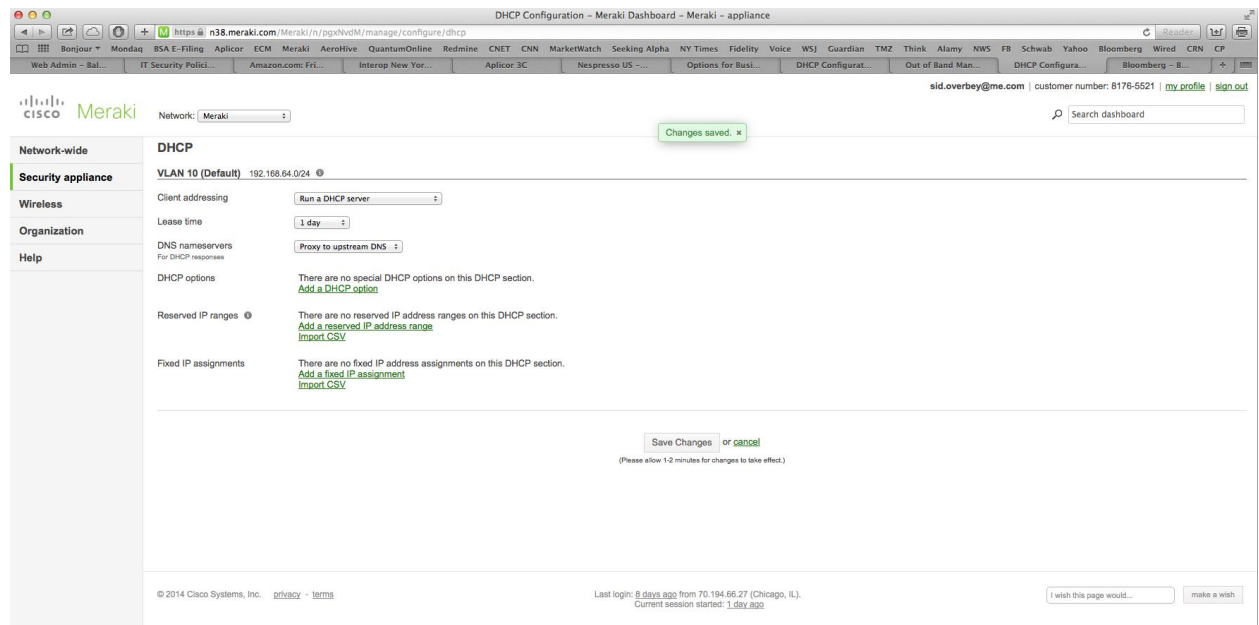 DHCP Configuration – Meraki Dashboard – Meraki – appliance
https n38.meraki.com/Meraki/n/pgxNvdM/manage/configure/dhcp
Reader
Bonjour Mondaq BSA E-Filing Aplicor ECM Meraki AeroHive QuantumOnline Redmine CNET CNN MarketWatch Seeking Alpha NY Times Fidelity Voice WSJ Guardian TMZ Think Alamy NWS FB Schwab Yahoo Bloomberg Wired CRN CP
Web Admin – Bal... IT Security Polici... Amazon.com: Fri... Interop New Yor... Aplicor 3C Nespresso US –... Options for Busi... DHCP Configurat... Out of Band Man... DHCP Configura... Bloomberg – B...
sid.overbey@me.com | customer number: 8176-5521 | my profile | sign out
CISCO Meraki
Network: Meraki
Search dashboard
Changes saved. ×
Network-wide
Security appliance
Wireless
Organization
Help
DHCP
VLAN 10 (Default) 192.168.64.0/24
Client addressing Run a DHCP server
Lease time 1 day
DNS nameservers Proxy to upstream DNS
For DHCP responses
DHCP options There are no special DHCP options on this DHCP section.
Add a DHCP option
Reserved IP ranges There are no reserved IP address ranges on this DHCP section.
Add a reserved IP address range
Import CSV
Fixed IP assignments There are no fixed IP address assignments on this DHCP section.
Add a fixed IP assignment
Import CSV
Save Changes or cancel
(Please allow 1-2 minutes for changes to take effect.)
© 2014 Cisco Systems, Inc. privacy - terms
Last login: 8 days ago from 70.194.66.27 (Chicago, IL).
Current session started: 1 day ago
I wish this page would...
make a wish